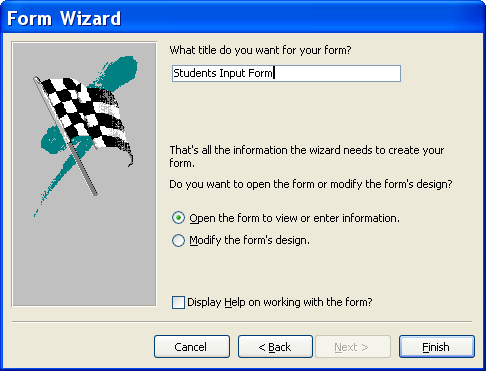 Form Wizard
What title do you want for your form?
Students Input Form
That's all the information the wizard needs to create your
form.
Do you want to open the form or modify the form's design?
Open the form to view or enter information.
Modify the form's design.
Display Help on working with the form?
Cancel
< Back
Next >
Finish